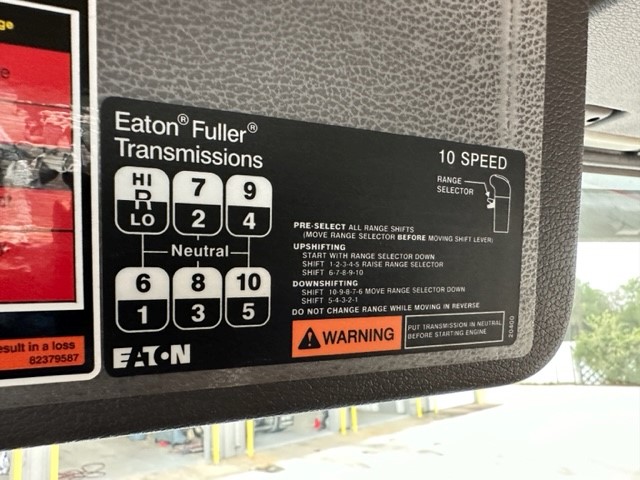 ge
e
esult in a loss
82379587
Eaton® Fuller®
Transmissions
10 SPEED
RANGE
SELECTOR
HI 7 9
R
LO 2 4
Neutral
6 8 10
1 3 5
EATON
PRE-SELECT ALL RANGE SHIFTS
(MOVE RANGE SELECTOR BEFORE MOVING SHIFT LEVER)
UPSHIFTING
START WITH RANGE SELECTOR DOWN
SHIFT 1-2-3-4-5 RAISE RANGE SELECTOR
SHIFT 6-7-8-9-10
DOWNSHIFTING
SHIFT 10-9-8-7-6 MOVE RANGE SELECTOR DOWN
SHIFT 5-4-3-2-1
DO NOT CHANGE RANGE WHILE MOVING IN REVERSE
WARNING
PUT TRANSMISSION IN NEUTRAL
BEFORE STARTING ENGINE
20400